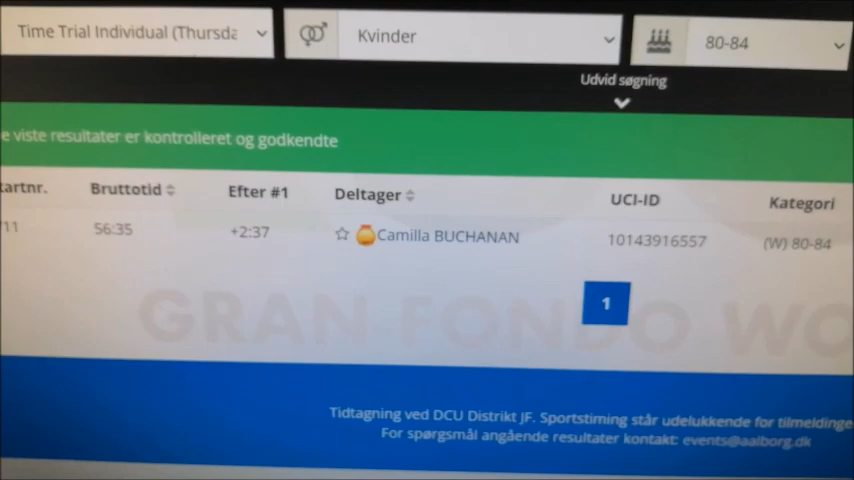 Time Trial Individual (Thursda Kvinder 80-84
Udvid søgning
e viste resultater er kontrolleret og godkendte
tartnr. Bruttotid Efter #1 Deltager UCI-ID Kategori
11 56:35 +2:37 Camilla BUCHANAN 10143916557 (W) 80-84
1
GRAN FONDO WO
Tidtagning ved DCU Distrikt JF. Sportstiming står udelukkende for tilmeldinge
For spørgsmål angående resultater kontakt: events@aalborg.dk